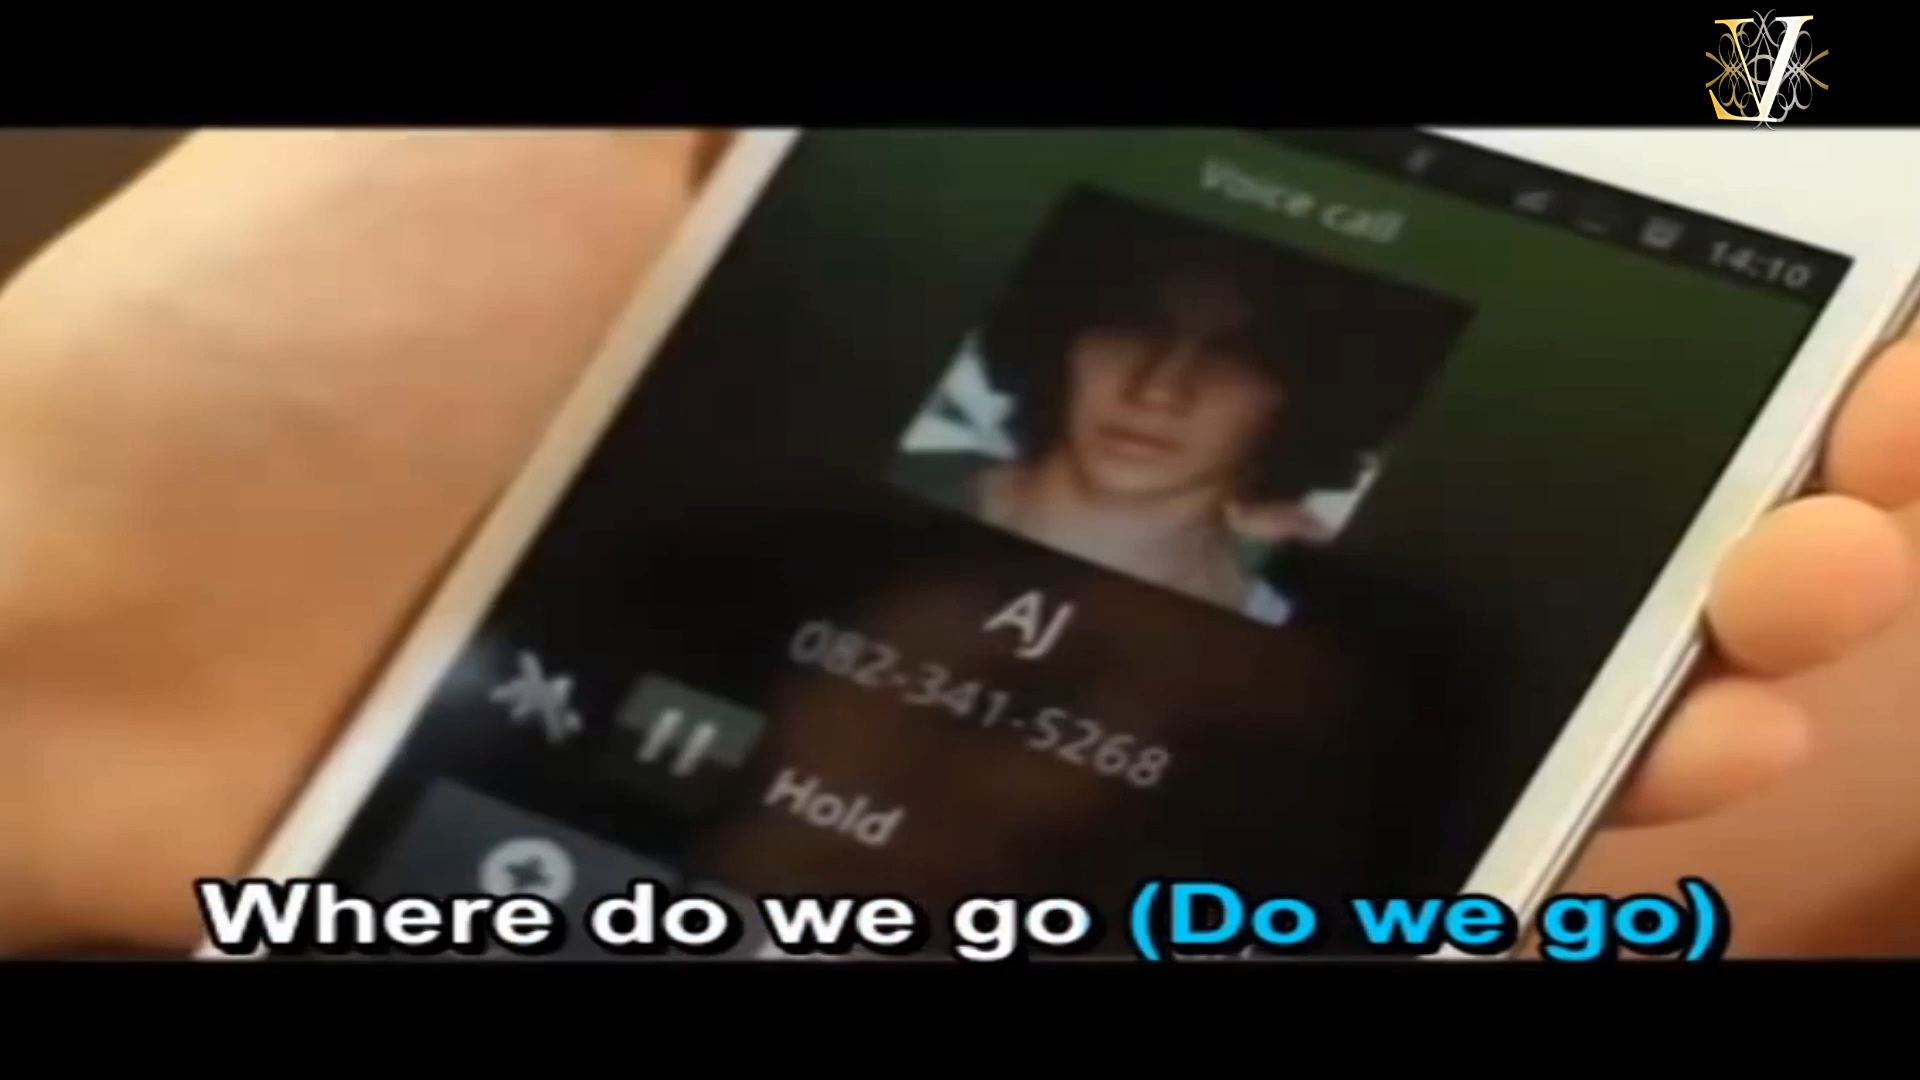 Voice call
14:10
AJ
082-341-5268
Hold
Where do we go (Do we go)